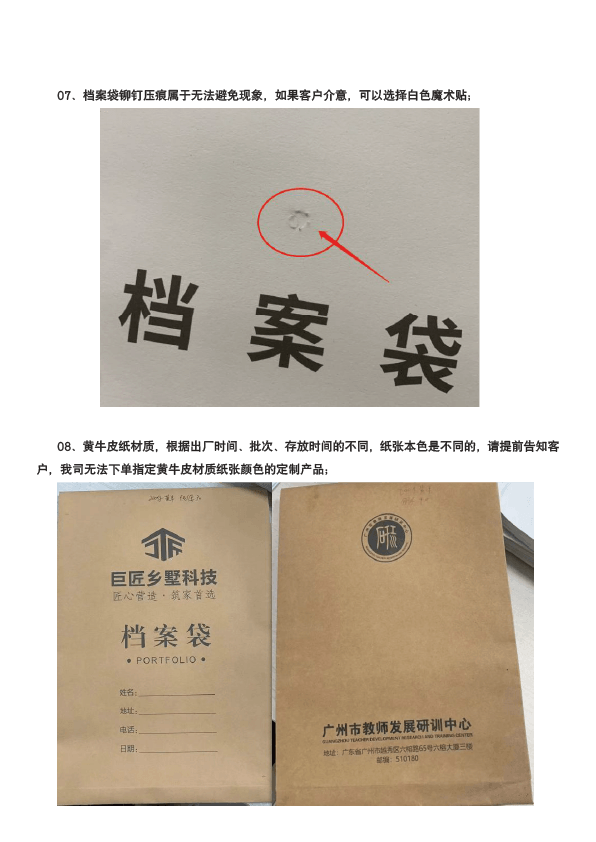 07、档案袋铆钉压痕属于无法避免现象，如果客户介意，可以选择白色魔术贴；
档案袋
08、黄牛皮纸材质，根据出厂时间、批次、存放时间的不同，纸张本色是不同的，请提前告知客
户，我司无法下单指定黄牛皮材质纸张颜色的定制产品；
巨匠乡墅科技
匠心营造·筑家首选
档案袋
• PORTFOLIO •
姓名：
地址：
电话：
日期：
广州市教师发展研训中心
GUANGZHOU TEACHER DEVELOPMENT RESEARCH AND TRAINING CENTER
地址：广东省广州市越秀区六榕路65号六榕大厦三楼
邮编：510180